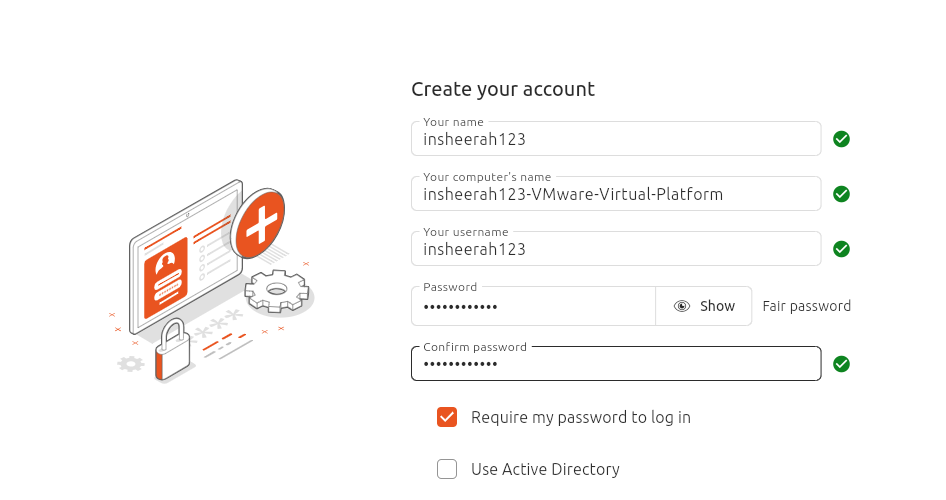 Create your account
Your name
insheerah123
Your computer's name
insheerah123-VMware-Virtual-Platform
Your username
insheerah123
Password
••••••••••••
Show
Fair password
Confirm password
••••••••••••
Require my password to log in
Use Active Directory